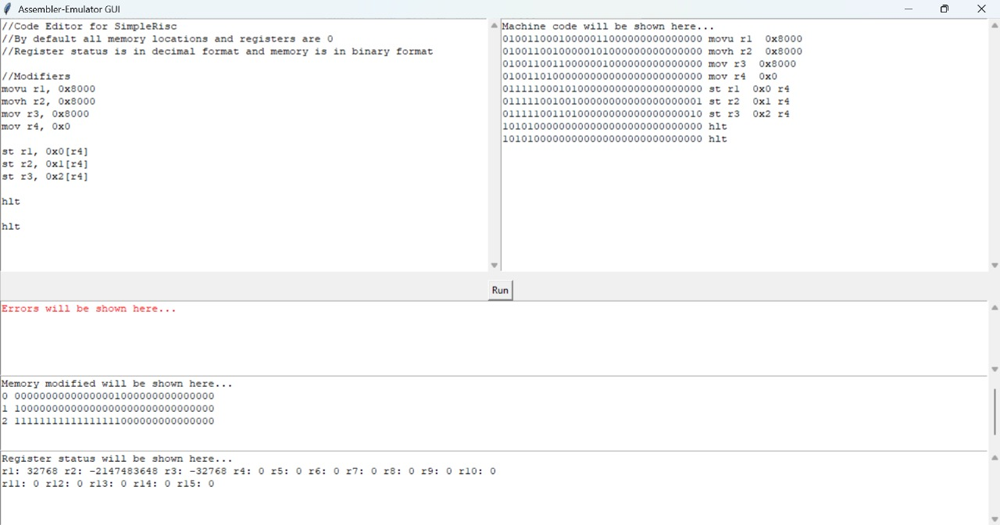 Assembler-Emulator GUI
//Code Editor for SimpleRisc
//By default all memory locations and registers are 0
//Register status is in decimal format and memory is in binary format
//Modifiers
movu r1, 0x8000
movh r2, 0x8000
mov r3, 0x8000
mov r4, 0x0
st r1, 0x0[r4]
st r2, 0x1[r4]
st r3, 0x2[r4]
hlt
hlt
Machine code will be shown here...
01001100010000011000000000000000 movu r1  0x8000
01001100100000101000000000000000 movh r2  0x8000
01001100110000001000000000000000 mov r3  0x8000
01001101000000000000000000000000 mov r4  0x0
01111100010100000000000000000000 st r1  0x0 r4
01111100100100000000000000000001 st r2  0x1 r4
01111100110100000000000000000010 st r3  0x2 r4
10101000000000000000000000000000 hlt
10101000000000000000000000000000 hlt
Run
Errors will be shown here...
Memory modified will be shown here...
0 00000000000000001000000000000000
1 10000000000000000000000000000000
2 11111111111111111000000000000000
Register status will be shown here...
r1: 32768 r2: -2147483648 r3: -32768 r4: 0 r5: 0 r6: 0 r7: 0 r8: 0 r9: 0 r10: 0
r11: 0 r12: 0 r13: 0 r14: 0 r15: 0